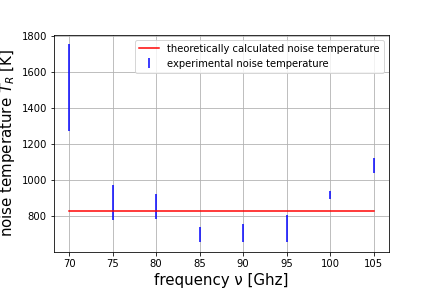 theoretically calculated noise temperature
experimental noise temperature
noise temperature T_R [K]
1800
1600
1400
1200
1000
800
70 75 80 85 90 95 100 105
frequency ν [Ghz]